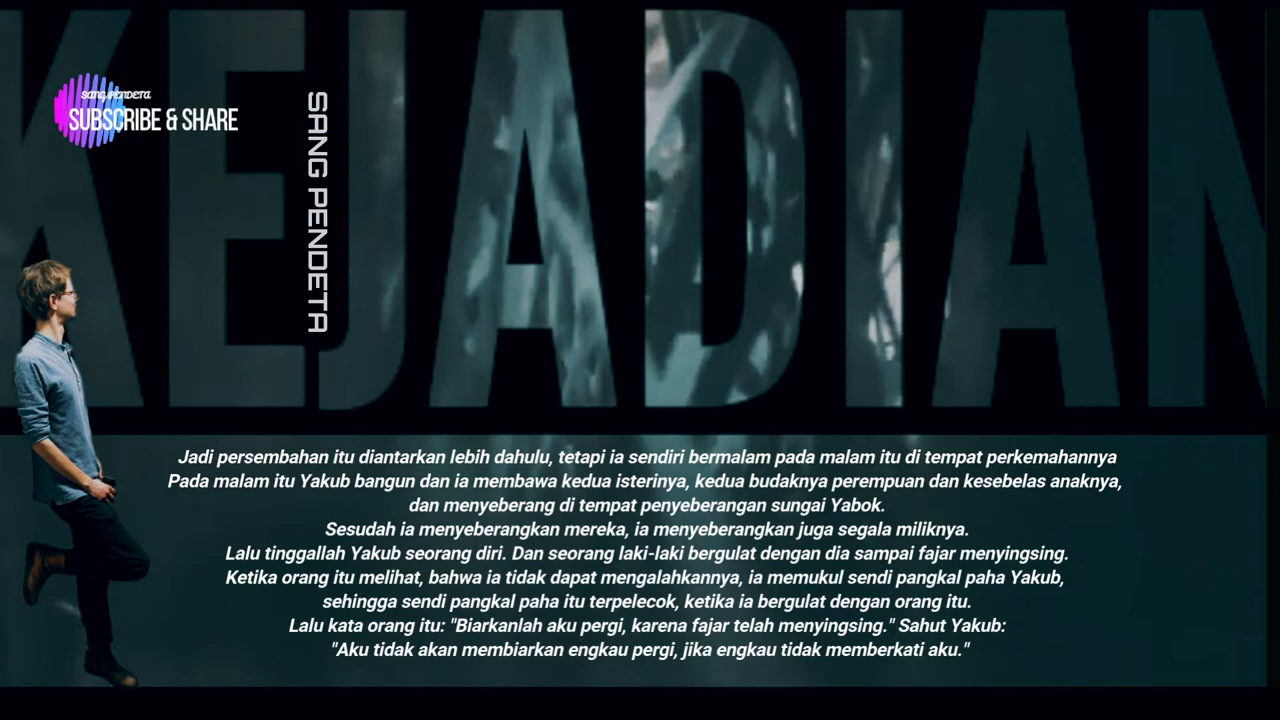 KEJADIAN
sang pendeta
SUBSCRIBE & SHARE
SANG PENDETA
Jadi persembahan itu diantarkan lebih dahulu, tetapi ia sendiri bermalam pada malam itu di tempat perkemahannya
Pada malam itu Yakub bangun dan ia membawa kedua isterinya, kedua budaknya perempuan dan kesebelas anaknya,
dan menyeberang di tempat penyeberangan sungai Yabok.
Sesudah ia menyeberangkan mereka, ia menyeberangkan juga segala miliknya.
Lalu tinggallah Yakub seorang diri. Dan seorang laki-laki bergulat dengan dia sampai fajar menyingsing.
Ketika orang itu melihat, bahwa ia tidak dapat mengalahkannya, ia memukul sendi pangkal paha Yakub,
sehingga sendi pangkal paha itu terpelecok, ketika ia bergulat dengan orang itu.
Lalu kata orang itu: "Biarkanlah aku pergi, karena fajar telah menyingsing." Sahut Yakub:
"Aku tidak akan membiarkan engkau pergi, jika engkau tidak memberkati aku."